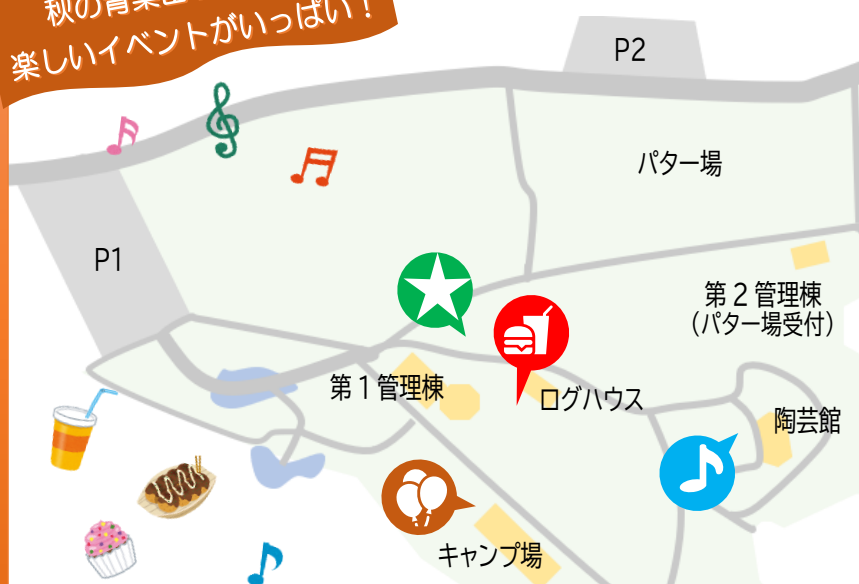 楽しいイベントがいっぱい！
P2
パター場
P1
第２管理棟
（パター場受付）
第１管理棟
ログハウス
陶芸館
キャンプ場